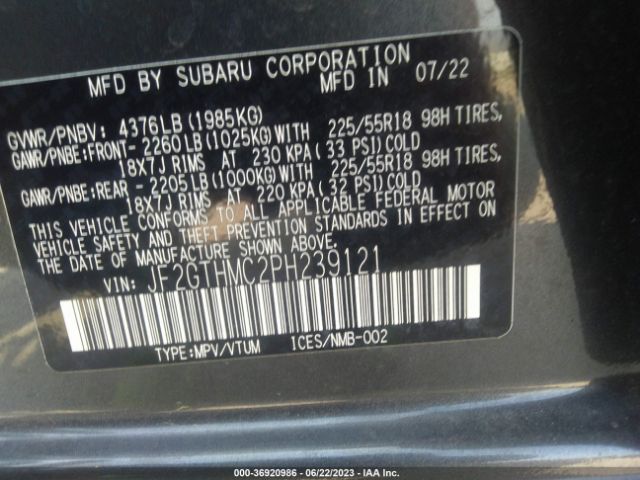 MFD BY SUBARU CORPORATION
MFD IN 07/22
GVWR/PNBV: 4376LB(1985KG)
GAWR/PNBE:FRONT- 2260LB(1025KG)WITH 225/55R18 98H TIRES,
18X7J RIMS AT 230 KPA(33 PSI)COLD
GAWR/PNBE:REAR - 2205LB(1000KG)WITH 225/55R18 98H TIRES,
18X7J RIMS AT 220 KPA(32 PSI)COLD
THIS VEHICLE CONFORMS TO ALL APPLICABLE FEDERAL MOTOR
VEHICLE SAFETY AND THEFT PREVENTION STANDARDS IN EFFECT ON
THE DATE OF MANUFACTURE SHOWN ABOVE.
VIN: JF2GTHMC2PH239121
TYPE:MPV/VTUM ICES/NMB-002
000-36920986 - 06/22/2023 - IAA Inc.